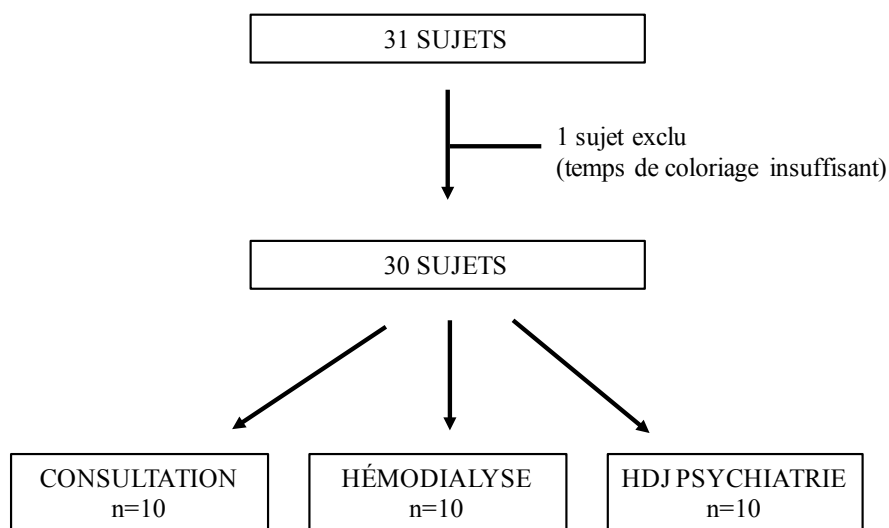 31 SUJETS
1 sujet exclu
(temps de coloriage insuffisant)
30 SUJETS
CONSULTATION
n=10
HÉMODIALYSE
n=10
HDJ PSYCHIATRIE
n=10